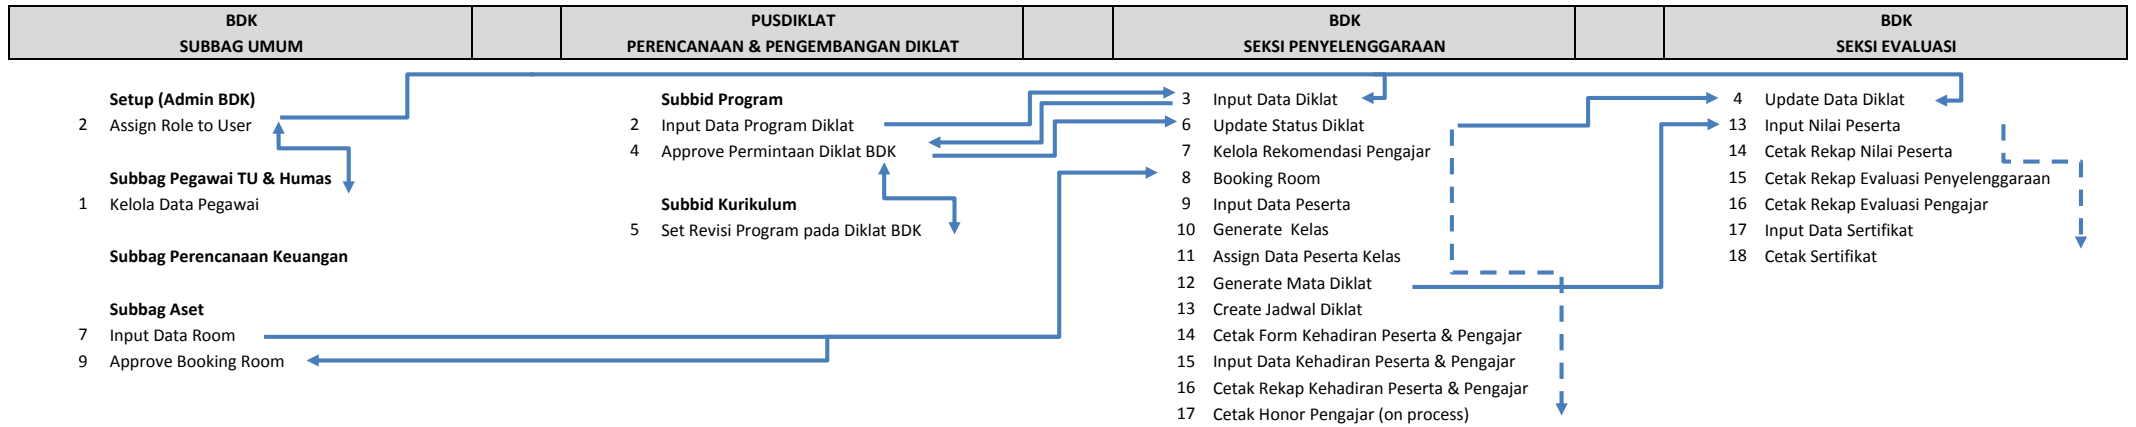 BDK
SUBBAG UMUM
PUSDIKLAT
PERENCANAAN & PENGEMBANGAN DIKLAT
BDK
SEKSI PENYELENGGARAAN
BDK
SEKSI EVALUASI
Setup (Admin BDK)
2 Assign Role to User
Subbag Pegawai TU & Humas
1 Kelola Data Pegawai
Subbag Perencanaan Keuangan
Subbag Aset
7 Input Data Room
9 Approve Booking Room
Subbid Program
2 Input Data Program Diklat
4 Approve Permintaan Diklat BDK
Subbid Kurikulum
5 Set Revisi Program pada Diklat BDK
3 Input Data Diklat
6 Update Status Diklat
7 Kelola Rekomendasi Pengajar
8 Booking Room
9 Input Data Peserta
10 Generate Kelas
11 Assign Data Peserta Kelas
12 Generate Mata Diklat
13 Create Jadwal Diklat
14 Cetak Form Kehadiran Peserta & Pengajar
15 Input Data Kehadiran Peserta & Pengajar
16 Cetak Rekap Kehadiran Peserta & Pengajar
17 Cetak Honor Pengajar (on process)
4 Update Data Diklat
13 Input Nilai Peserta
14 Cetak Rekap Nilai Peserta
15 Cetak Rekap Evaluasi Penyelenggaraan
16 Cetak Rekap Evaluasi Pengajar
17 Input Data Sertifikat
18 Cetak Sertifikat